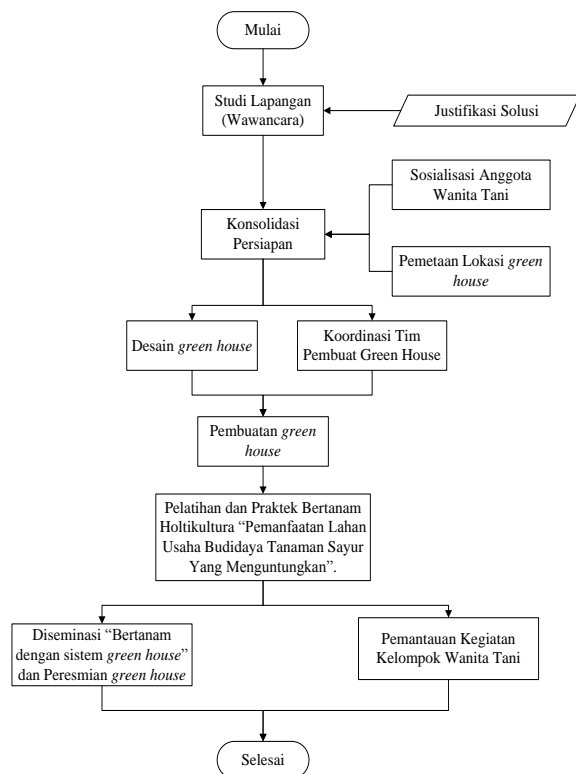 Mulai
Studi Lapangan
(Wawancara)
Justifikasi Solusi
Sosialisasi Anggota
Wanita Tani
Konsolidasi
Persiapan
Pemetaan Lokasi green
house
Desain green house
Koordinasi Tim
Pembuat Green House
Pembuatan green
house
Pelatihan dan Praktek Bertanam
Holtikultura “Pemanfaatan Lahan
Usaha Budidaya Tanaman Sayur
Yang Menguntungkan”.
Diseminasi “Bertanam
dengan sistem green house”
dan Peresmian green house
Pemantauan Kegiatan
Kelompok Wanita Tani
Selesai